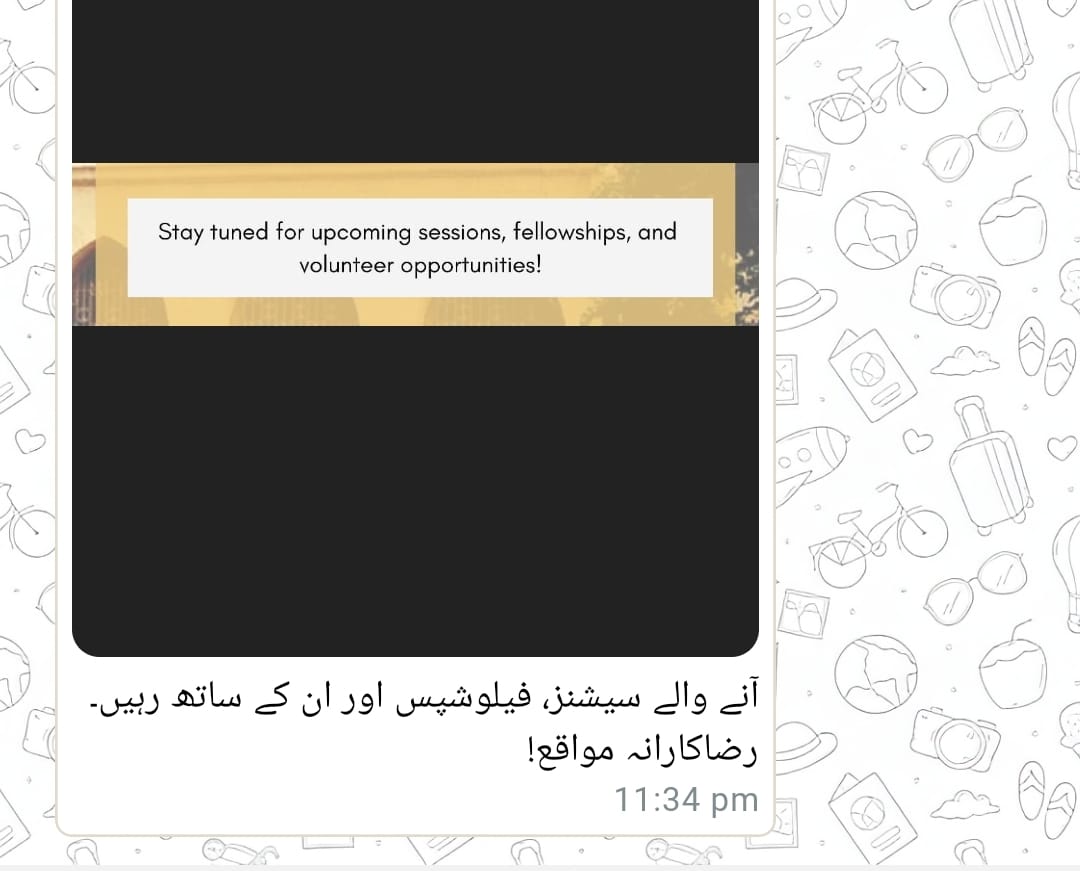 Stay tuned for upcoming sessions, fellowships, and
volunteer opportunities!
آنے والے سیشنز، فیلوشپس اور ان کے ساتھ رہیں۔
رضاکارانہ مواقع!
11:34 pm